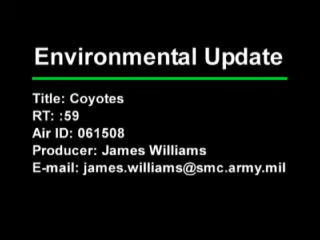 Environmental Update
Title: Coyotes
RT: :59
Air ID: 061508
Producer: James Williams
E-mail: james.williams@smc.army.mil